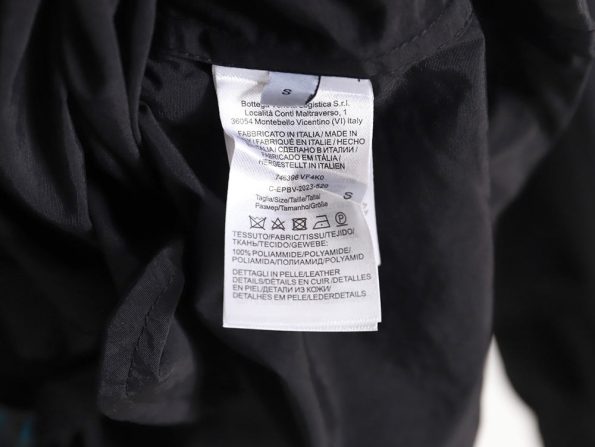 S
Bottega Veneta Logistica S.r.l.
Località Conti Maltraverso, 1
36054 Montebello Vicentino (VI) Italy
FABBRICATO IN ITALIA / MADE IN
/ FABRIQUÉ EN ITALIE / HECHO
ITALIA / СДЕЛАНО В ИТАЛИИ /
FABRICADO EM ITÁLIA /
HERGESTELLT IN ITALIEN
746398 VF4K0
C-EPBV-2023-520
Taglia/Size/Taille/Talla/
Размер/Tamanho/Größe:
S
TESSUTO/FABRIC/TISSU/TEJIDO/
ТКАНЬ/TECIDO/GEWEBE:
100% POLIAMMIDE/POLYAMIDE/
POLIAMIDA/ПОЛИАМИД/POLYAMID
DETTAGLI IN PELLE/LEATHER
DETAILS/DÉTAILS EN CUIR/DETALLES
EN PIEL/ДЕТАЛИ ИЗ КОЖИ/
DETALHES EM PELE/LEDERDETAILS